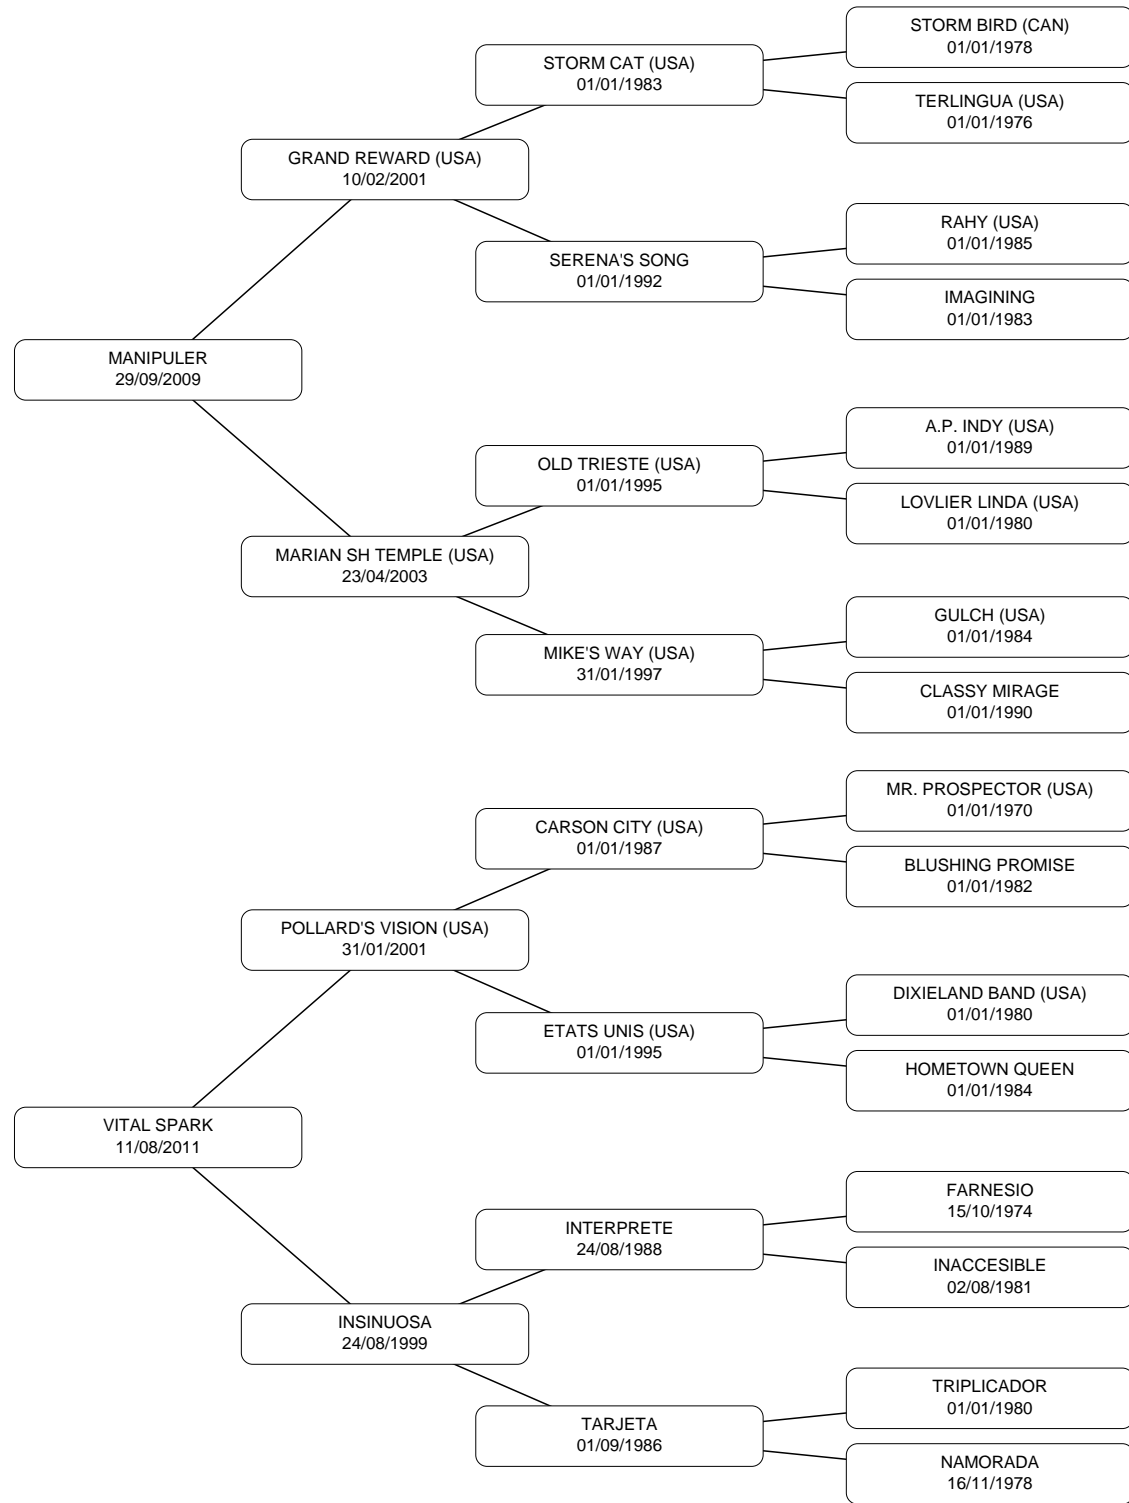 STORM BIRD (CAN)
01/01/1978
STORM CAT (USA)
01/01/1983
TERLINGUA (USA)
01/01/1976
GRAND REWARD (USA)
10/02/2001
RAHY (USA)
01/01/1985
SERENA'S SONG
01/01/1992
IMAGINING
01/01/1983
MANIPULER
29/09/2009
A.P. INDY (USA)
01/01/1989
OLD TRIESTE (USA)
01/01/1995
LOVLIER LINDA (USA)
01/01/1980
MARIAN SH TEMPLE (USA)
23/04/2003
GULCH (USA)
01/01/1984
MIKE'S WAY (USA)
31/01/1997
CLASSY MIRAGE
01/01/1990
MR. PROSPECTOR (USA)
01/01/1970
CARSON CITY (USA)
01/01/1987
BLUSHING PROMISE
01/01/1982
POLLARD'S VISION (USA)
31/01/2001
DIXIELAND BAND (USA)
01/01/1980
ETATS UNIS (USA)
01/01/1995
HOMETOWN QUEEN
01/01/1984
VITAL SPARK
11/08/2011
FARNESIO
15/10/1974
INTERPRETE
24/08/1988
INACCESIBLE
02/08/1981
INSINUOSA
24/08/1999
TRIPLICADOR
01/01/1980
TARJETA
01/09/1986
NAMORADA
16/11/1978